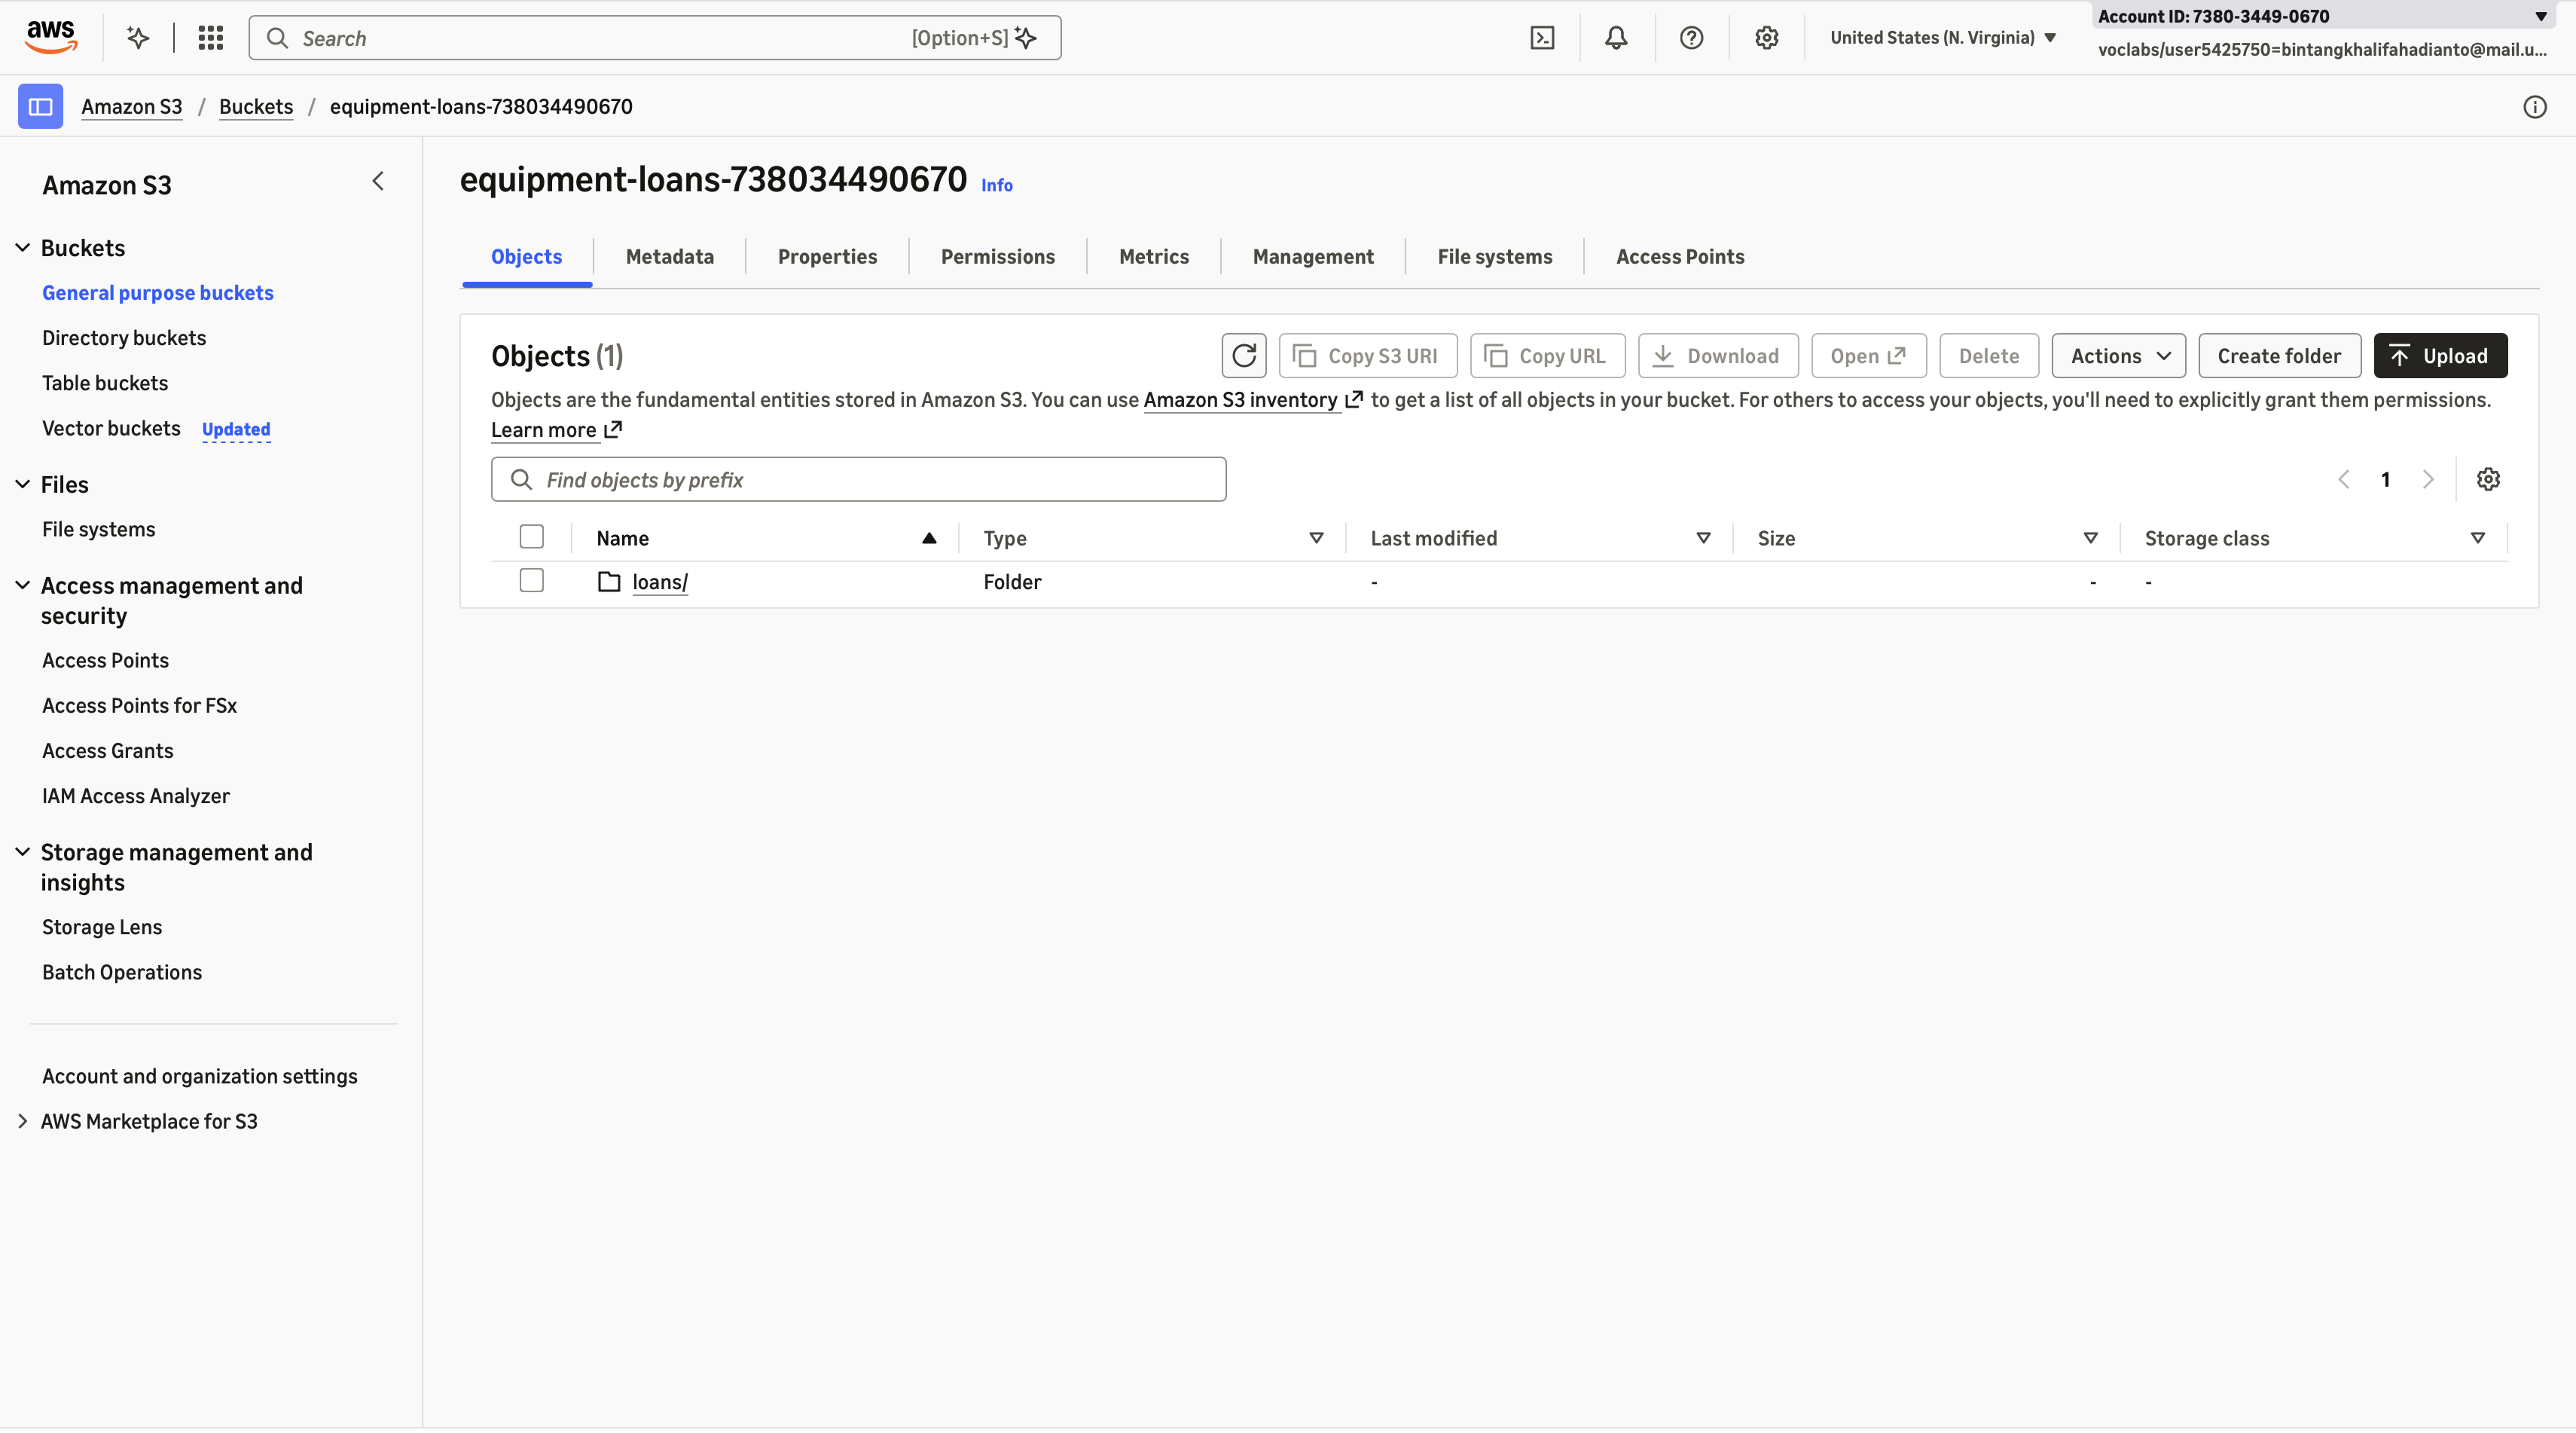 aws
Search [Option+S]
United States (N. Virginia)
Account ID: 7380-3449-0670
voclabs/user5425750=bintangkhalifahadianto@mail.u...
Amazon S3 / Buckets / equipment-loans-738034490670
Amazon S3
Buckets
General purpose buckets
Directory buckets
Table buckets
Vector buckets Updated
Files
File systems
Access management and
security
Access Points
Access Points for FSx
Access Grants
IAM Access Analyzer
Storage management and
insights
Storage Lens
Batch Operations
Account and organization settings
AWS Marketplace for S3
equipment-loans-738034490670 Info
Objects Metadata Properties Permissions Metrics Management File systems Access Points
Objects (1) Copy S3 URI Copy URL Download Open Delete Actions Create folder Upload
Objects are the fundamental entities stored in Amazon S3. You can use Amazon S3 inventory to get a list of all objects in your bucket. For others to access your objects, you'll need to explicitly grant them permissions.
Learn more
Find objects by prefix 1
Name Type Last modified Size Storage class
loans/ Folder - - -